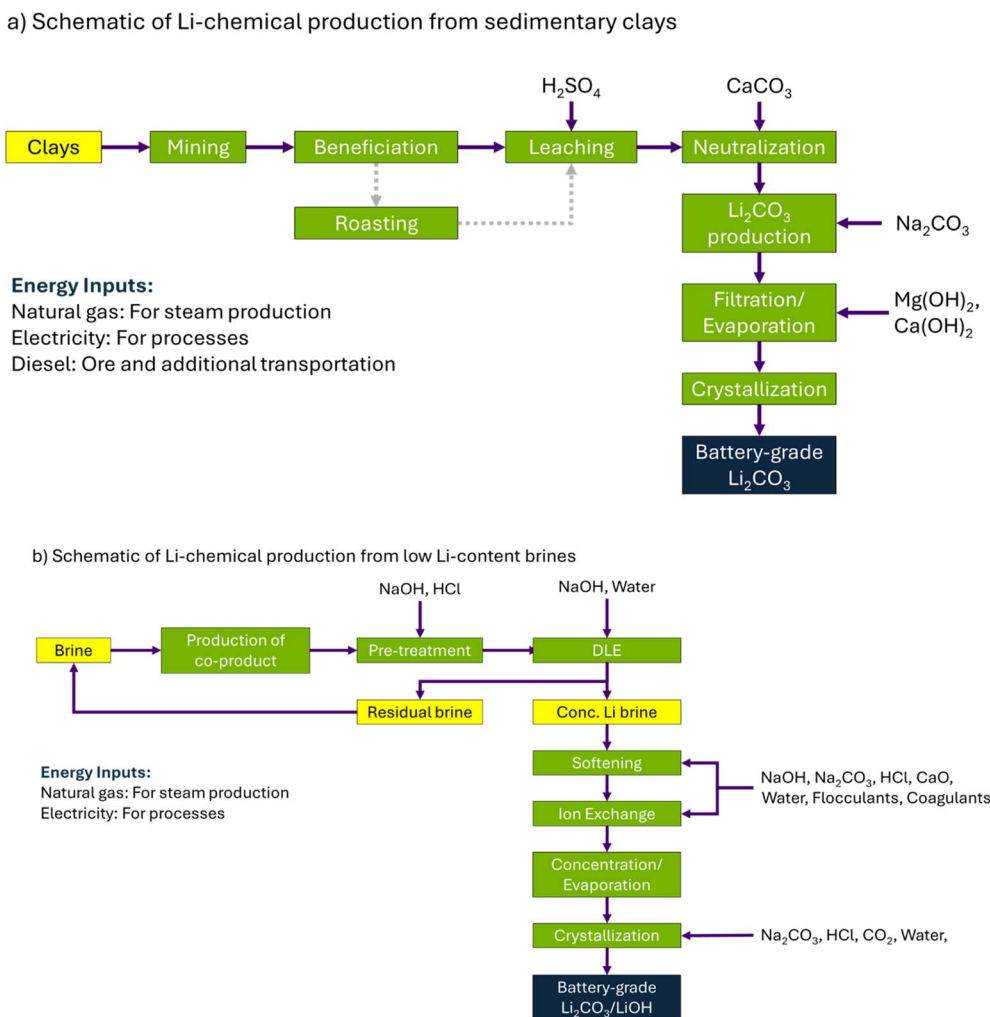 a) Schematic of Li-chemical production from sedimentary clays
H₂SO₄
CaCO₃
Clays
Mining
Beneficiation
Leaching
Neutralization
Roasting
Li₂CO₃
production
Na₂CO₃
Energy Inputs:
Natural gas: For steam production
Electricity: For processes
Diesel: Ore and additional transportation
Filtration/
Evaporation
Mg(OH)₂,
Ca(OH)₂
Crystallization
Battery-grade
Li₂CO₃
b) Schematic of Li-chemical production from low Li-content brines
NaOH, HCl
NaOH, Water
Brine
Production of
co-product
Pre-treatment
DLE
Residual brine
Conc. Li brine
Energy Inputs:
Natural gas: For steam production
Electricity: For processes
Softening
Ion Exchange
NaOH, Na₂CO₃, HCl, CaO,
Water, Flocculants, Coagulants
Concentration/
Evaporation
Crystallization
Na₂CO₃, HCl, CO₂, Water,
Battery-grade
Li₂CO₃/LiOH